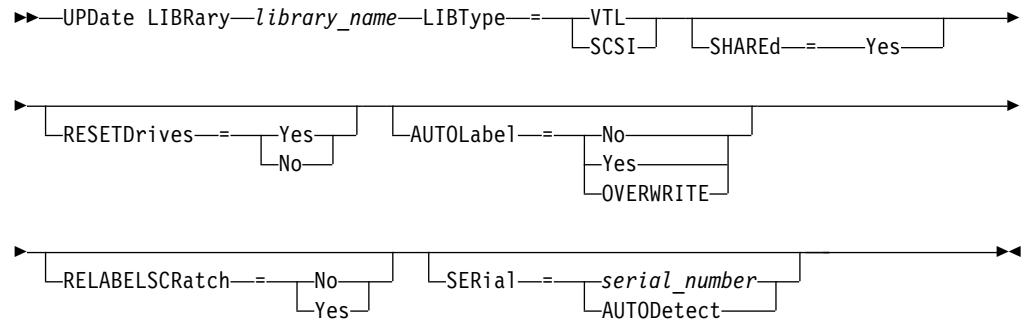 UPDate LIBRary library_name LIBType = VTL
SCSI
SHAREd = Yes
RESETDrives = Yes
No
AUTOLabel = No
Yes
OVERWRITE
RELABELSCRatch = No
Yes
SERial = serial_number
AUTODetect